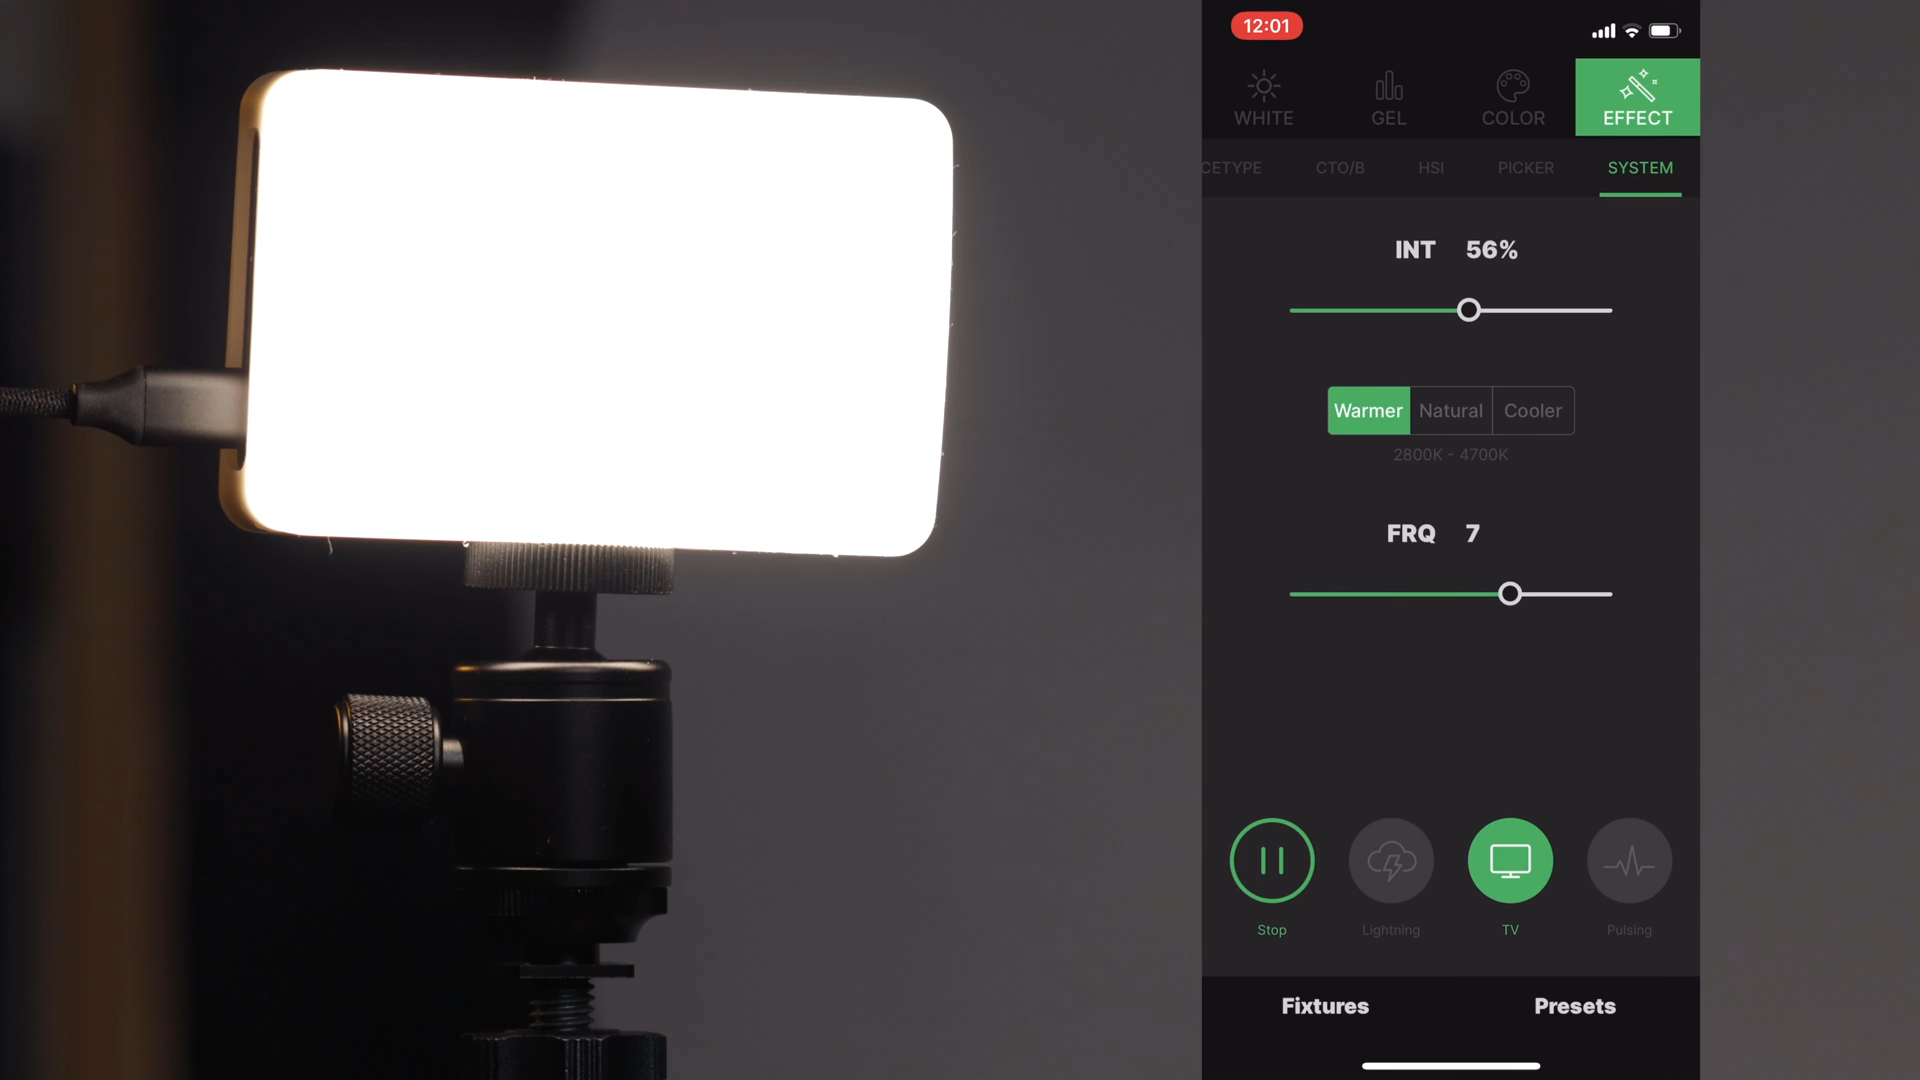 12:01
WHITE GEL COLOR EFFECT
CETYPE CTO/B HSI PICKER SYSTEM
INT 56%
Warmer Natural Cooler
2800K - 4700K
FRQ 7
Stop Lightning TV Pulsing
Fixtures Presets